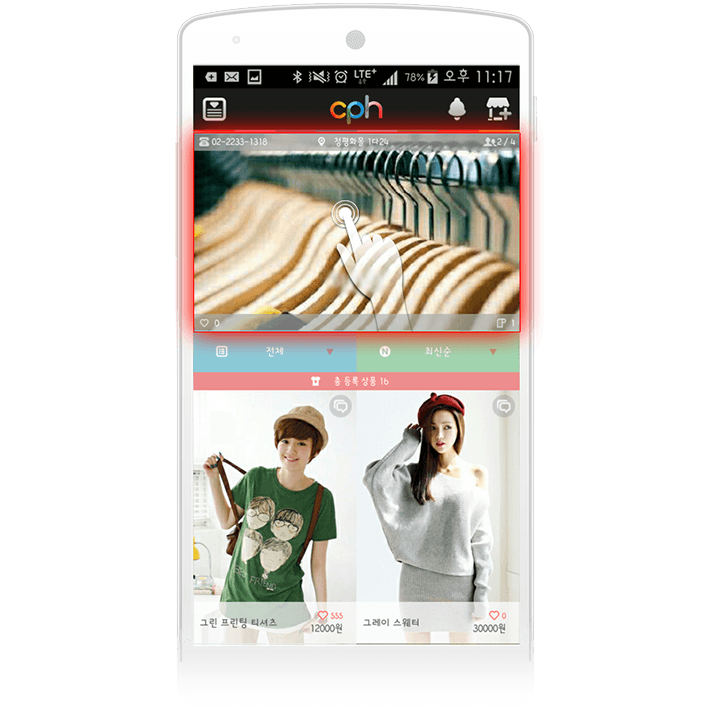 LTE+ 78% 오후 11:17
cph
02-2233-1318 청평화몰 1다24 2 / 4
0 1
전체 N 최신순
총 등록 상품 16
그린 프린팅 티셔츠 555
12000원
그레이 스웨터 0
30000원